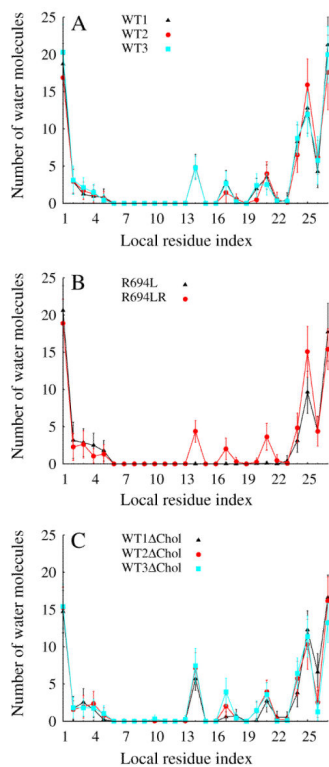 A
WT1
WT2
WT3
Number of water molecules
25
20
15
10
5
0
1 4 7 10 13 16 19 22 25
Local residue index
B
R694L
R694LR
Number of water molecules
25
20
15
10
5
0
1 4 7 10 13 16 19 22 25
Local residue index
C
WT1ΔChol
WT2ΔChol
WT3ΔChol
Number of water molecules
25
20
15
10
5
0
1 4 7 10 13 16 19 22 25
Local residue index